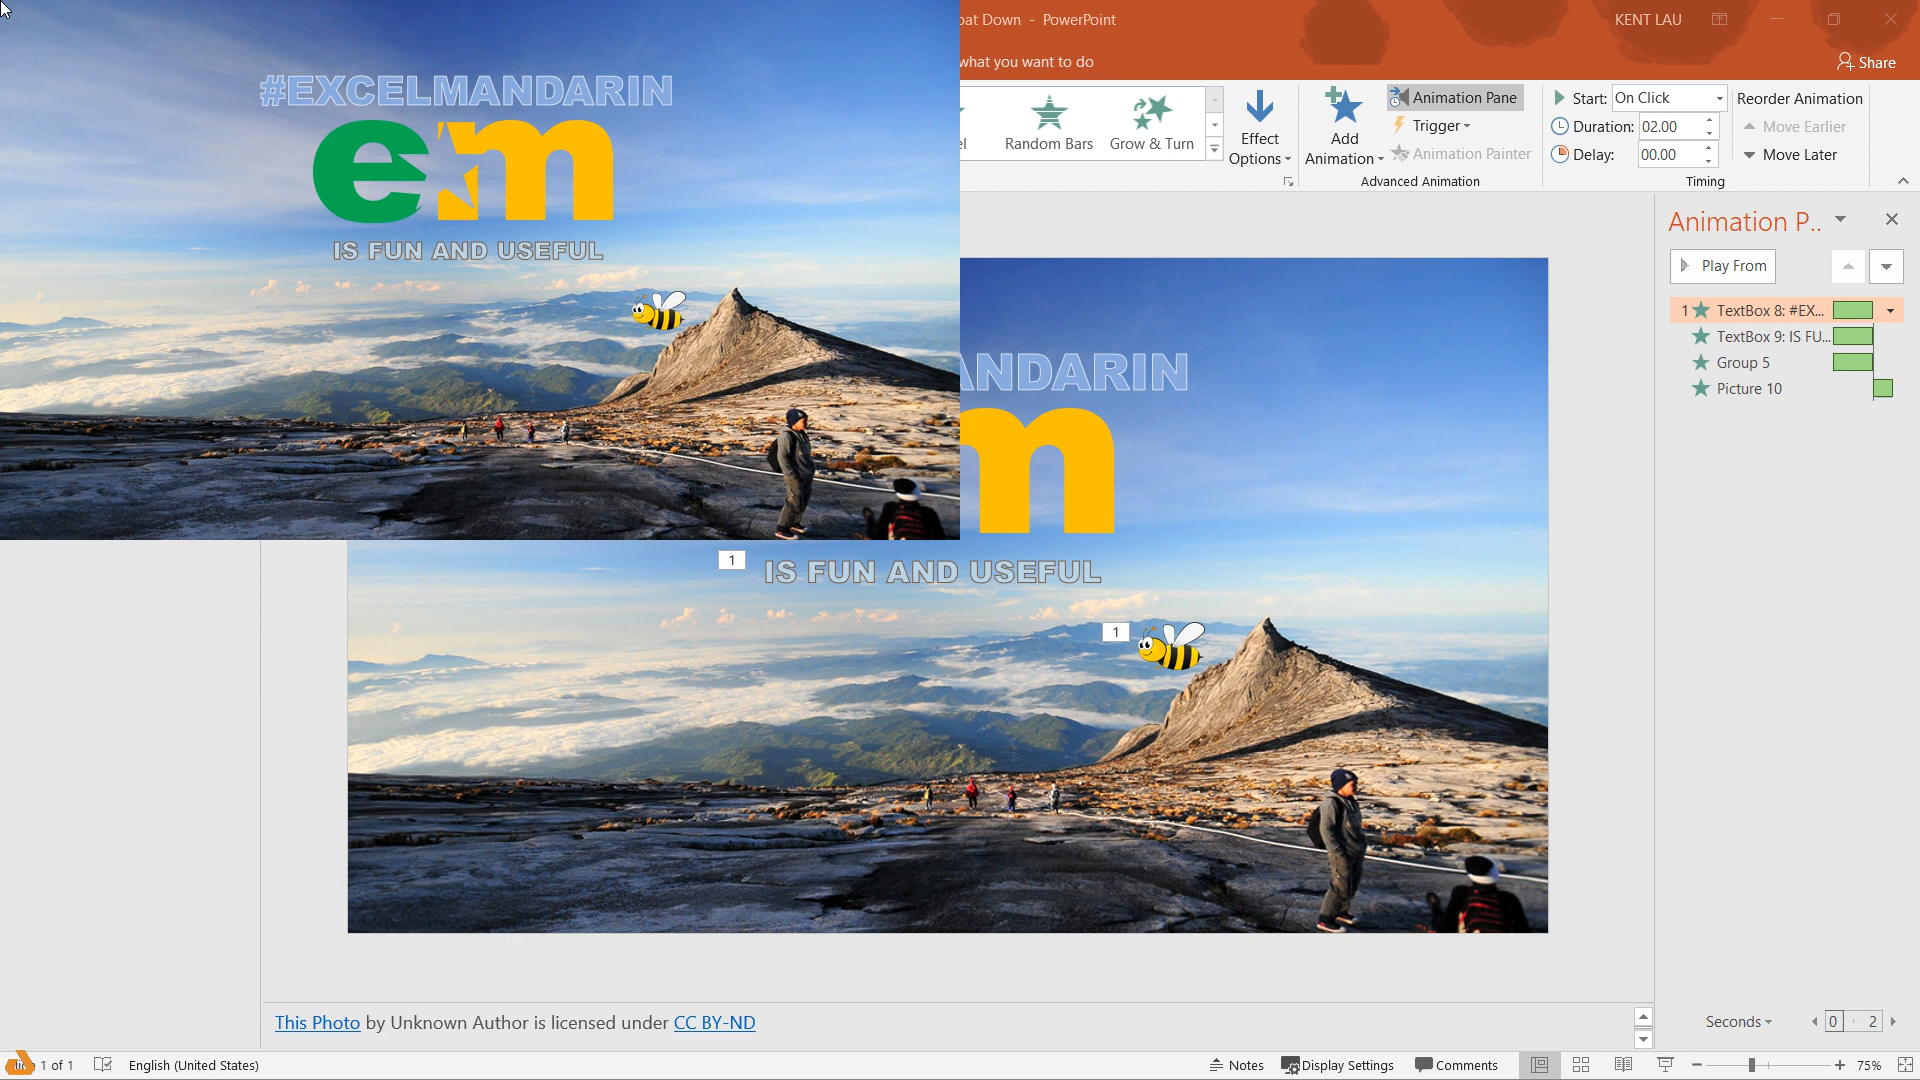 #EXCELMANDARIN
em
IS FUN AND USEFUL
oat Down - PowerPoint
KENT LAU
what you want to do
Share
el
Random Bars
Grow & Turn
Effect
Options
Add
Animation
Animation Pane
Trigger
Animation Painter
Advanced Animation
Start: On Click
Duration: 02.00
Delay: 00.00
Timing
Reorder Animation
Move Earlier
Move Later
Animation P..
Play From
1 TextBox 8: #EX...
TextBox 9: IS FU...
Group 5
Picture 10
Seconds
0 2
ANDARIN
m
1
IS FUN AND USEFUL
1
This Photo by Unknown Author is licensed under CC BY-ND
1 of 1
English (United States)
Notes
Display Settings
Comments
75%